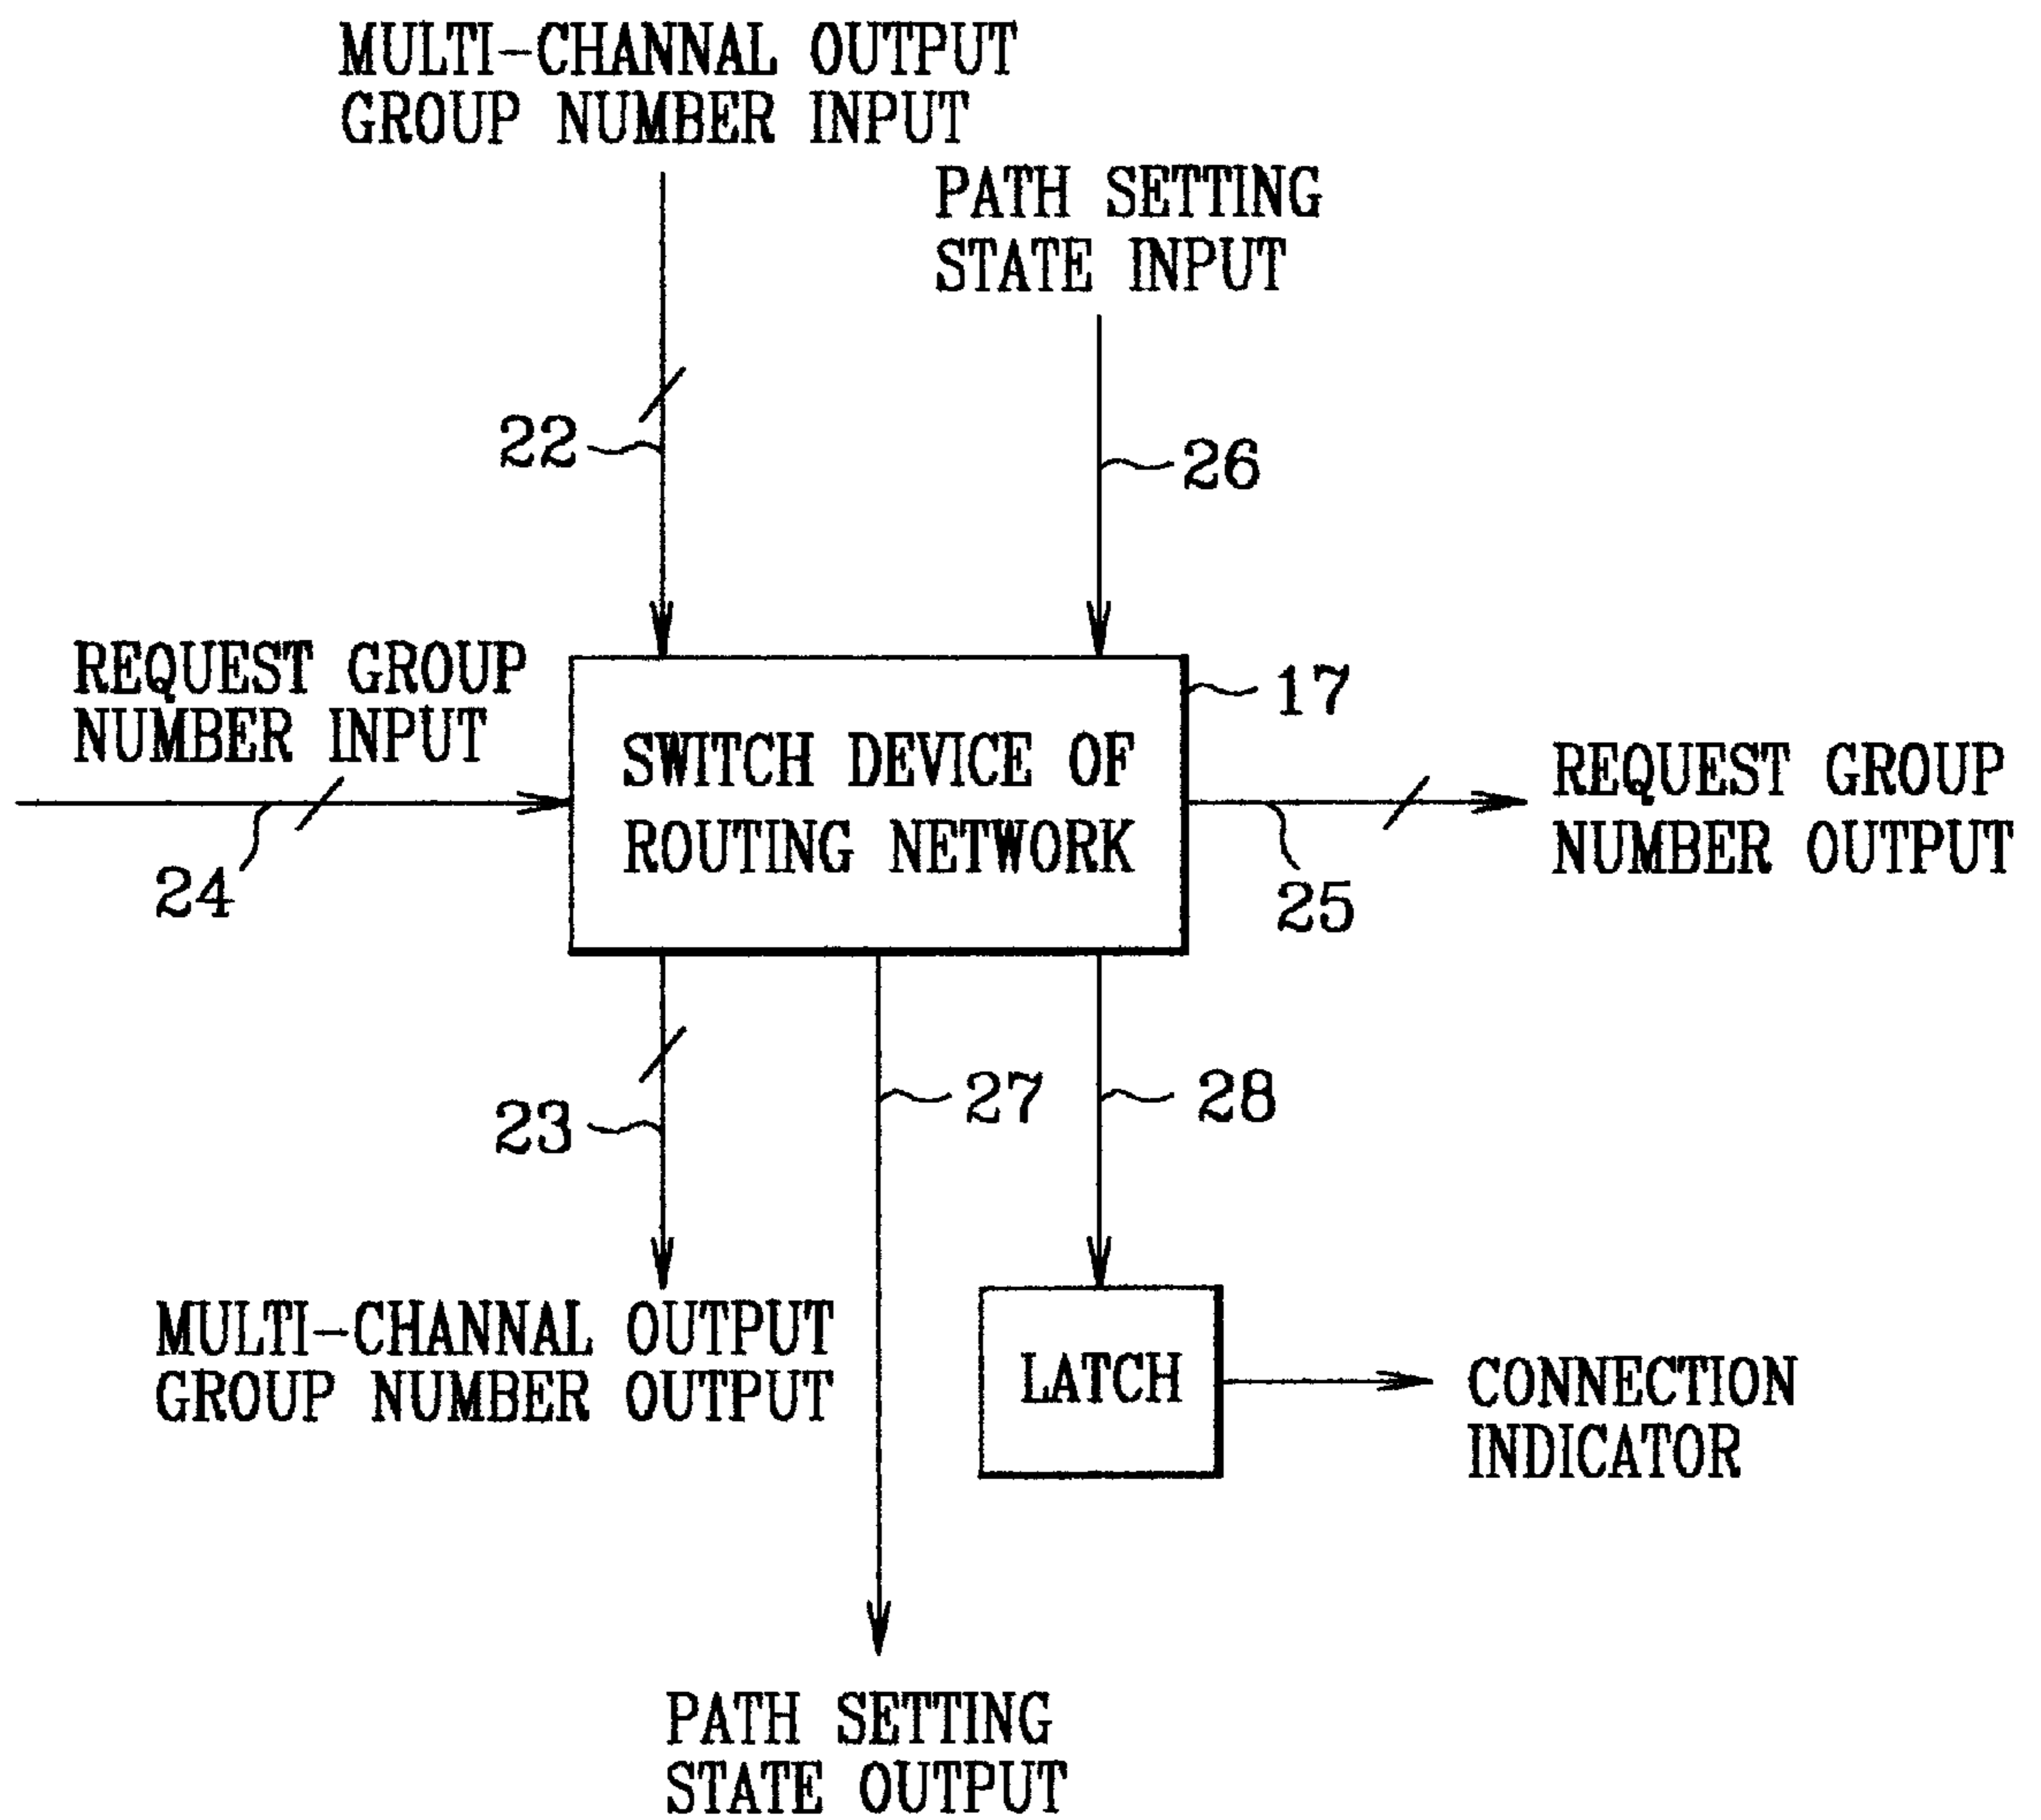 MULTI-CHANNAL OUTPUT
GROUP NUMBER INPUT
PATH SETTING
STATE INPUT
22
26
REQUEST GROUP
NUMBER INPUT
17
SWITCH DEVICE OF
ROUTING NETWORK
REQUEST GROUP
NUMBER OUTPUT
24
25
23
27
28
MULTI-CHANNAL OUTPUT
GROUP NUMBER OUTPUT
LATCH
CONNECTION
INDICATOR
PATH SETTING
STATE OUTPUT